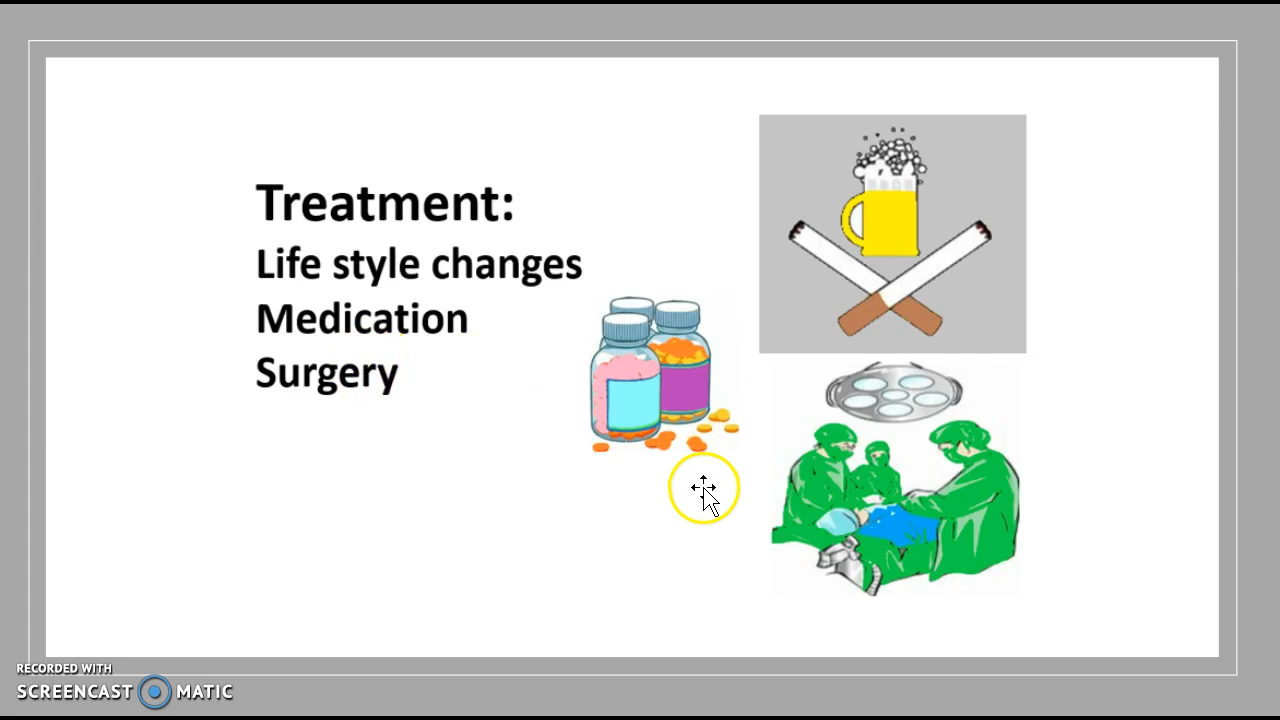 Treatment:
Life style changes
Medication
Surgery
RECORDED WITH
SCREENCAST MATIC